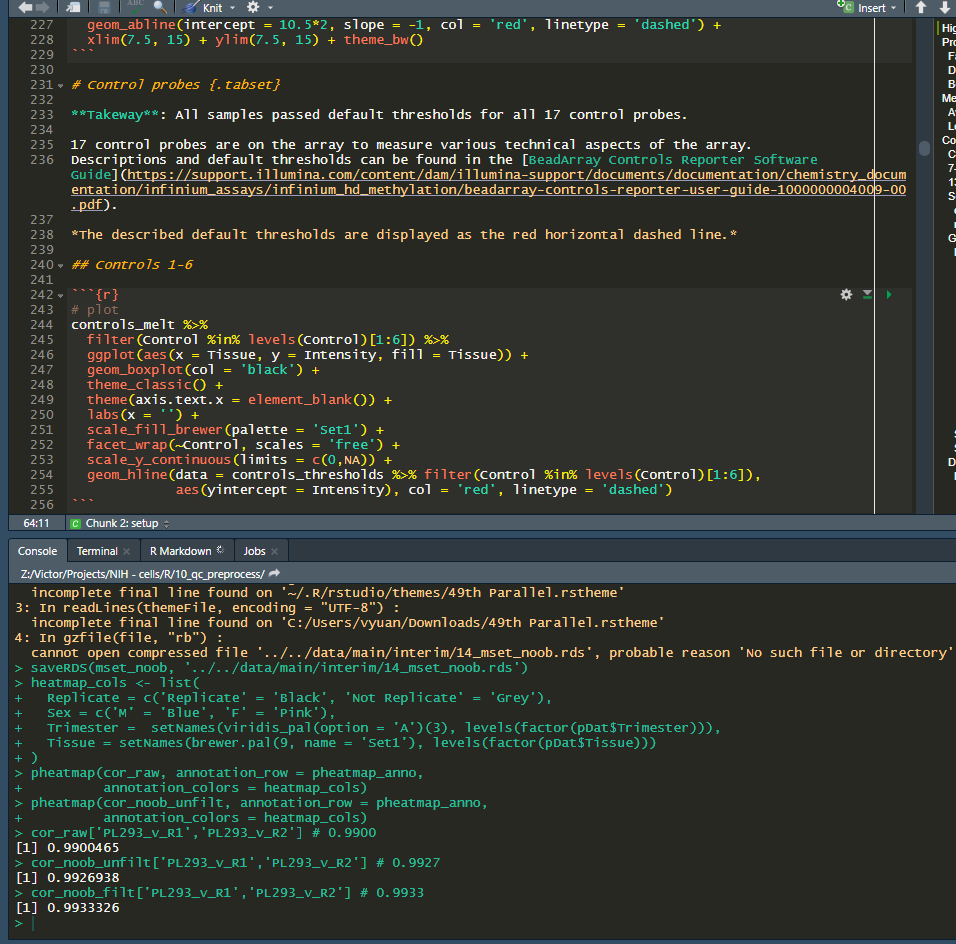 ABC Knit Insert
227 geom_abline(intercept = 10.5*2, slope = -1, col = 'red', linetype = 'dashed') +
228 xlim(7.5, 15) + ylim(7.5, 15) + theme_bw()
229 ```
230
231 # Control probes {.tabset}
232
233 **Takeway**: All samples passed default thresholds for all 17 control probes.
234
235 17 control probes are on the array to measure various technical aspects of the array.
236 Descriptions and default thresholds can be found in the [BeadArray Controls Reporter Software
Guide](https://support.illumina.com/content/dam/illumina-support/documents/documentation/chemistry_docum
entation/infinium_assays/infinium_hd_methylation/beadarray-controls-reporter-user-guide-1000000004009-00
.pdf).
237
238 *The described default thresholds are displayed as the red horizontal dashed line.*
239
240 ## Controls 1-6
241
242 ```{r}
243 # plot
244 controls_melt %>%
245 filter(Control %in% levels(Control)[1:6]) %>%
246 ggplot(aes(x = Tissue, y = Intensity, fill = Tissue)) +
247 geom_boxplot(col = 'black') +
248 theme_classic() +
249 theme(axis.text.x = element_blank()) +
250 labs(x = '') +
251 scale_fill_brewer(palette = 'Set1') +
252 facet_wrap(~Control, scales = 'free') +
253 scale_y_continuous(limits = c(0,NA)) +
254 geom_hline(data = controls_thresholds %>% filter(Control %in% levels(Control)[1:6]),
255 aes(yintercept = Intensity), col = 'red', linetype = 'dashed')
256 ```
64:11 Chunk 2: setup
Console Terminal R Markdown Jobs
Z:/Victor/Projects/NIH - cells/R/10_qc_preprocess/
incomplete final line found on '~/.R/rstudio/themes/49th Parallel.rstheme'
3: In readLines(themeFile, encoding = "UTF-8") :
incomplete final line found on 'C:/Users/vyuan/Downloads/49th Parallel.rstheme'
4: In gzfile(file, "rb") :
cannot open compressed file '../../data/main/interim/14_mset_noob.rds', probable reason 'No such file or directory'
> saveRDS(mset_noob, '../../data/main/interim/14_mset_noob.rds')
> heatmap_cols <- list(
+ Replicate = c('Replicate' = 'Black', 'Not Replicate' = 'Grey'),
+ Sex = c('M' = 'Blue', 'F' = 'Pink'),
+ Trimester = setNames(viridis_pal(option = 'A')(3), levels(factor(pDat$Trimester))),
+ Tissue = setNames(brewer.pal(9, name = 'Set1'), levels(factor(pDat$Tissue)))
+ )
> pheatmap(cor_raw, annotation_row = pheatmap_anno,
+ annotation_colors = heatmap_cols)
> pheatmap(cor_noob_unfilt, annotation_row = pheatmap_anno,
+ annotation_colors = heatmap_cols)
> cor_raw['PL293_v_R1','PL293_v_R2'] # 0.9900
[1] 0.9900465
> cor_noob_unfilt['PL293_v_R1','PL293_v_R2'] # 0.9927
[1] 0.9926938
> cor_noob_filt['PL293_v_R1','PL293_v_R2'] # 0.9933
[1] 0.9933326
>